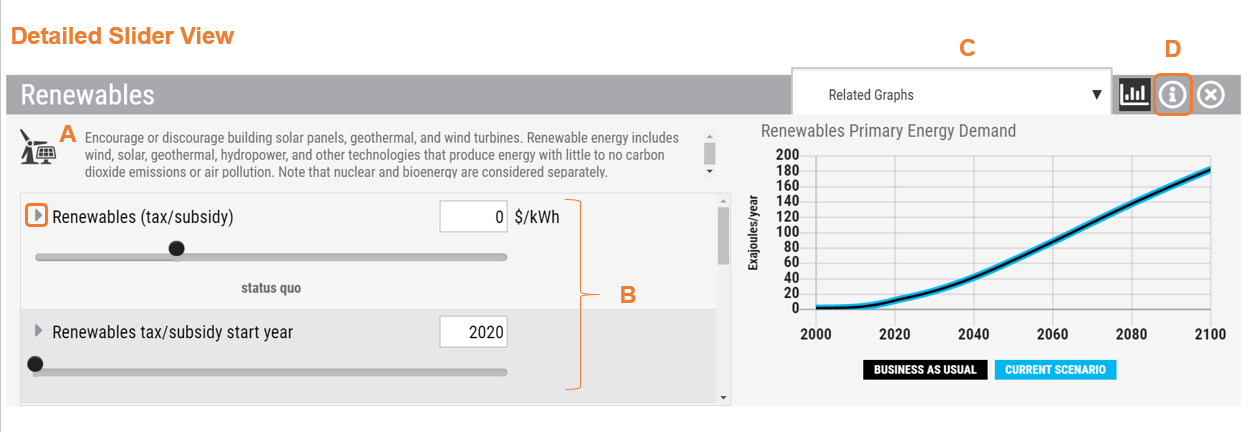 Detailed Slider View
C
D
Renewables
Related Graphs
A
Encourage or discourage building solar panels, geothermal, and wind turbines. Renewable energy includes
wind, solar, geothermal, hydropower, and other technologies that produce energy with little to no carbon
dioxide emissions or air pollution. Note that nuclear and bioenergy are considered separately.
Renewables (tax/subsidy)
0
$/kWh
status quo
B
Renewables tax/subsidy start year
2020
Renewables Primary Energy Demand
Exajoules/year
200
180
160
140
120
100
80
60
40
20
0
2000 2020 2040 2060 2080 2100
BUSINESS AS USUAL
CURRENT SCENARIO